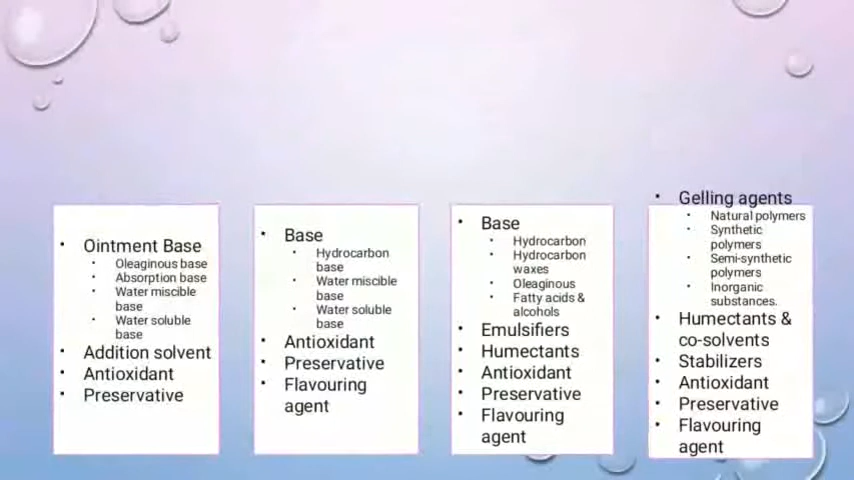 • Ointment Base
• Oleaginous base
• Absorption base
• Water miscible
base
• Water soluble
base
• Addition solvent
• Antioxidant
• Preservative
• Base
• Hydrocarbon
base
• Water miscible
base
• Water soluble
base
• Antioxidant
• Preservative
• Flavouring
agent
• Base
• Hydrocarbon
• Hydrocarbon
waxes
• Oleaginous
• Fatty acids &
alcohols
• Emulsifiers
• Humectants
• Antioxidant
• Preservative
• Flavouring
agent
• Gelling agents
• Natural polymers
• Synthetic
polymers
• Semi-synthetic
polymers
• Inorganic
substances.
• Humectants &
co-solvents
• Stabilizers
• Antioxidant
• Preservative
• Flavouring
agent